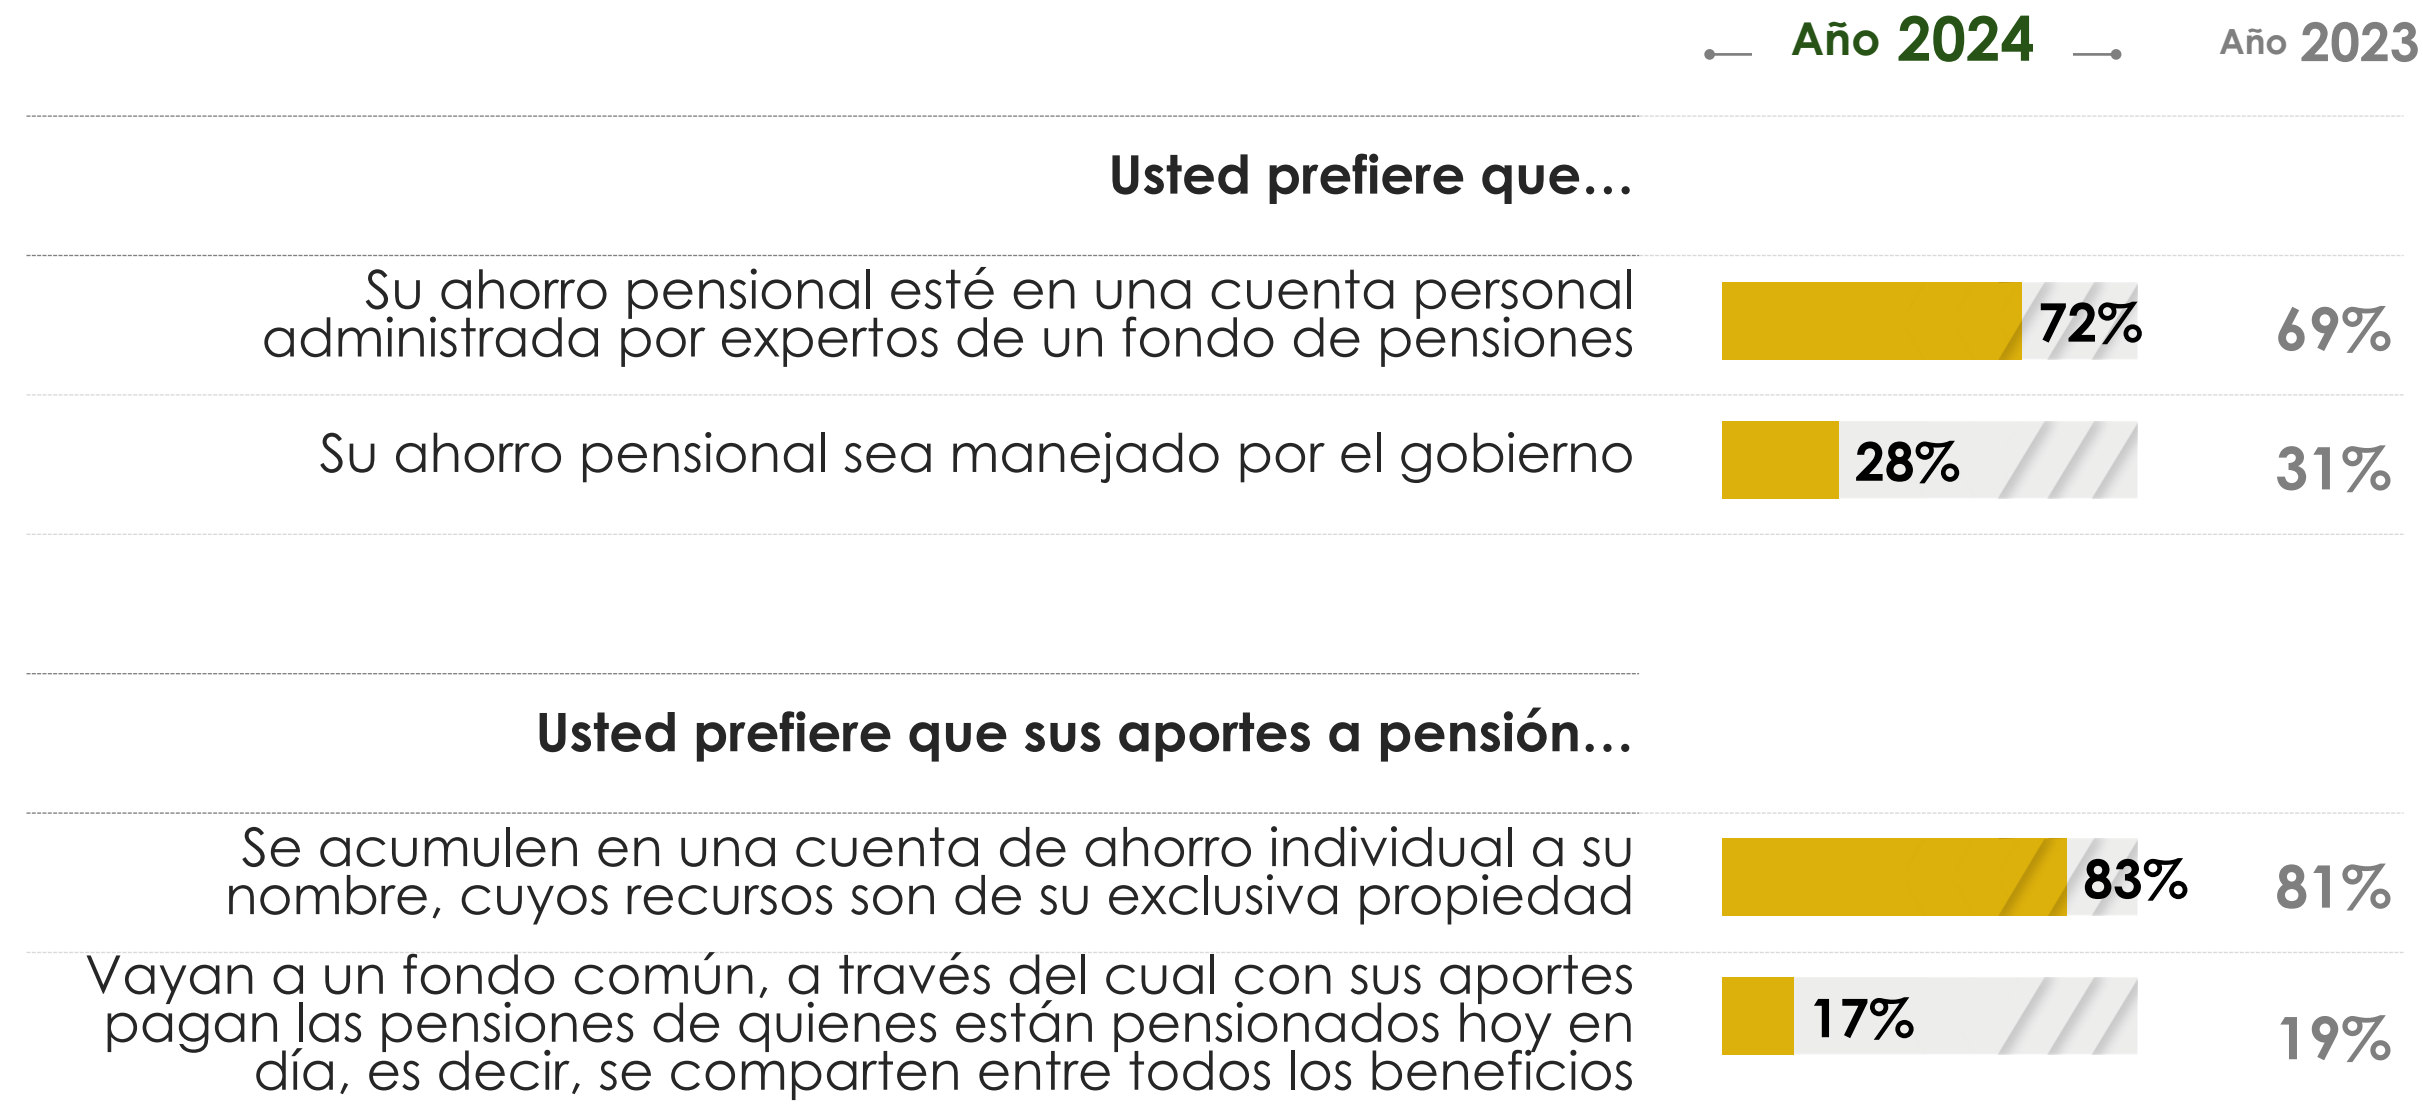 Año 2024 Año 2023
Usted prefiere que...
Su ahorro pensional esté en una cuenta personal
administrada por expertos de un fondo de pensiones
72% 69%
Su ahorro pensional sea manejado por el gobierno
28% 31%
Usted prefiere que sus aportes a pensión...
Se acumulen en una cuenta de ahorro individual a su
nombre, cuyos recursos son de su exclusiva propiedad
83% 81%
Vayan a un fondo común, a través del cual con sus aportes
pagan las pensiones de quienes están pensionados hoy en
día, es decir, se comparten entre todos los beneficios
17% 19%